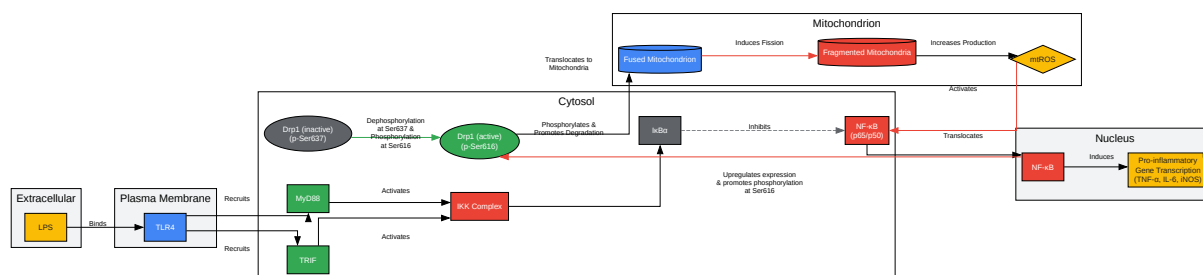 Mitochondrion
Fused Mitochondrion
Induces Fission
Fragmented Mitochondria
Increases Production
mtROS
Translocates to
Mitochondria
Activates
Cytosol
Drp1 (inactive)
(p-Ser637)
Dephosphorylation
at Ser637 &
Phosphorylation
at Ser616
Drp1 (active)
(p-Ser616)
Phosphorylates &
Promotes Degradation
IκBα
Inhibits
NF-κB
(p65/p50)
Translocates
Nucleus
NF-κB
Induces
Pro-inflammatory
Gene Transcription
(TNF-α, IL-6, iNOS)
Upregulates expression
& promotes phosphorylation
at Ser616
Extracellular
LPS
Binds
Plasma Membrane
TLR4
Recruits
Recruits
MyD88
TRIF
Activates
Activates
IKK Complex